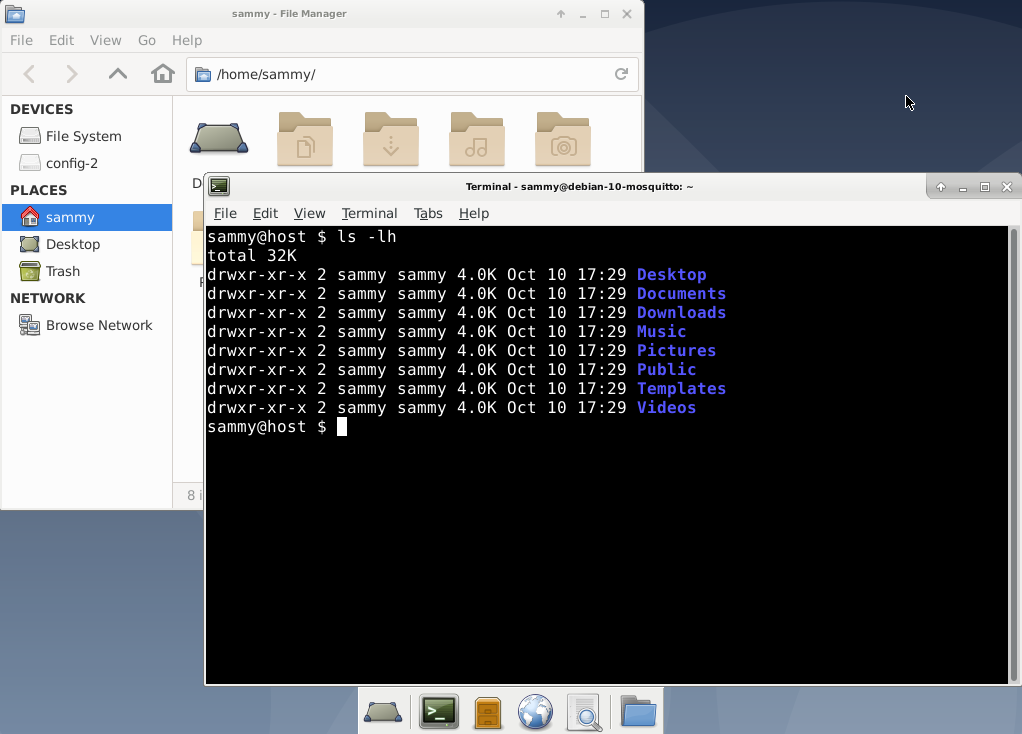 sammy - File Manager
File Edit View Go Help
/home/sammy/
DEVICES
File System
config-2
PLACES
sammy
Desktop
Trash
NETWORK
Browse Network
8
Terminal - sammy@debian-10-mosquitto: ~
File Edit View Terminal Tabs Help
sammy@host $ ls -lh
total 32K
drwxr-xr-x 2 sammy sammy 4.0K Oct 10 17:29 Desktop
drwxr-xr-x 2 sammy sammy 4.0K Oct 10 17:29 Documents
drwxr-xr-x 2 sammy sammy 4.0K Oct 10 17:29 Downloads
drwxr-xr-x 2 sammy sammy 4.0K Oct 10 17:29 Music
drwxr-xr-x 2 sammy sammy 4.0K Oct 10 17:29 Pictures
drwxr-xr-x 2 sammy sammy 4.0K Oct 10 17:29 Public
drwxr-xr-x 2 sammy sammy 4.0K Oct 10 17:29 Templates
drwxr-xr-x 2 sammy sammy 4.0K Oct 10 17:29 Videos
sammy@host $